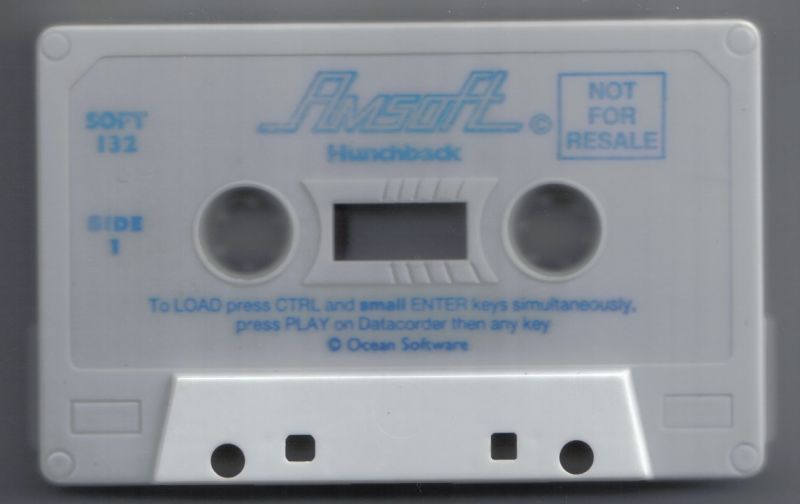 Amsoft ©
NOT
FOR
RESALE
SOFT
132
Hunchback
SIDE
1
To LOAD press CTRL and small ENTER keys simultaneously,
press PLAY on Datacorder then any key
© Ocean Software